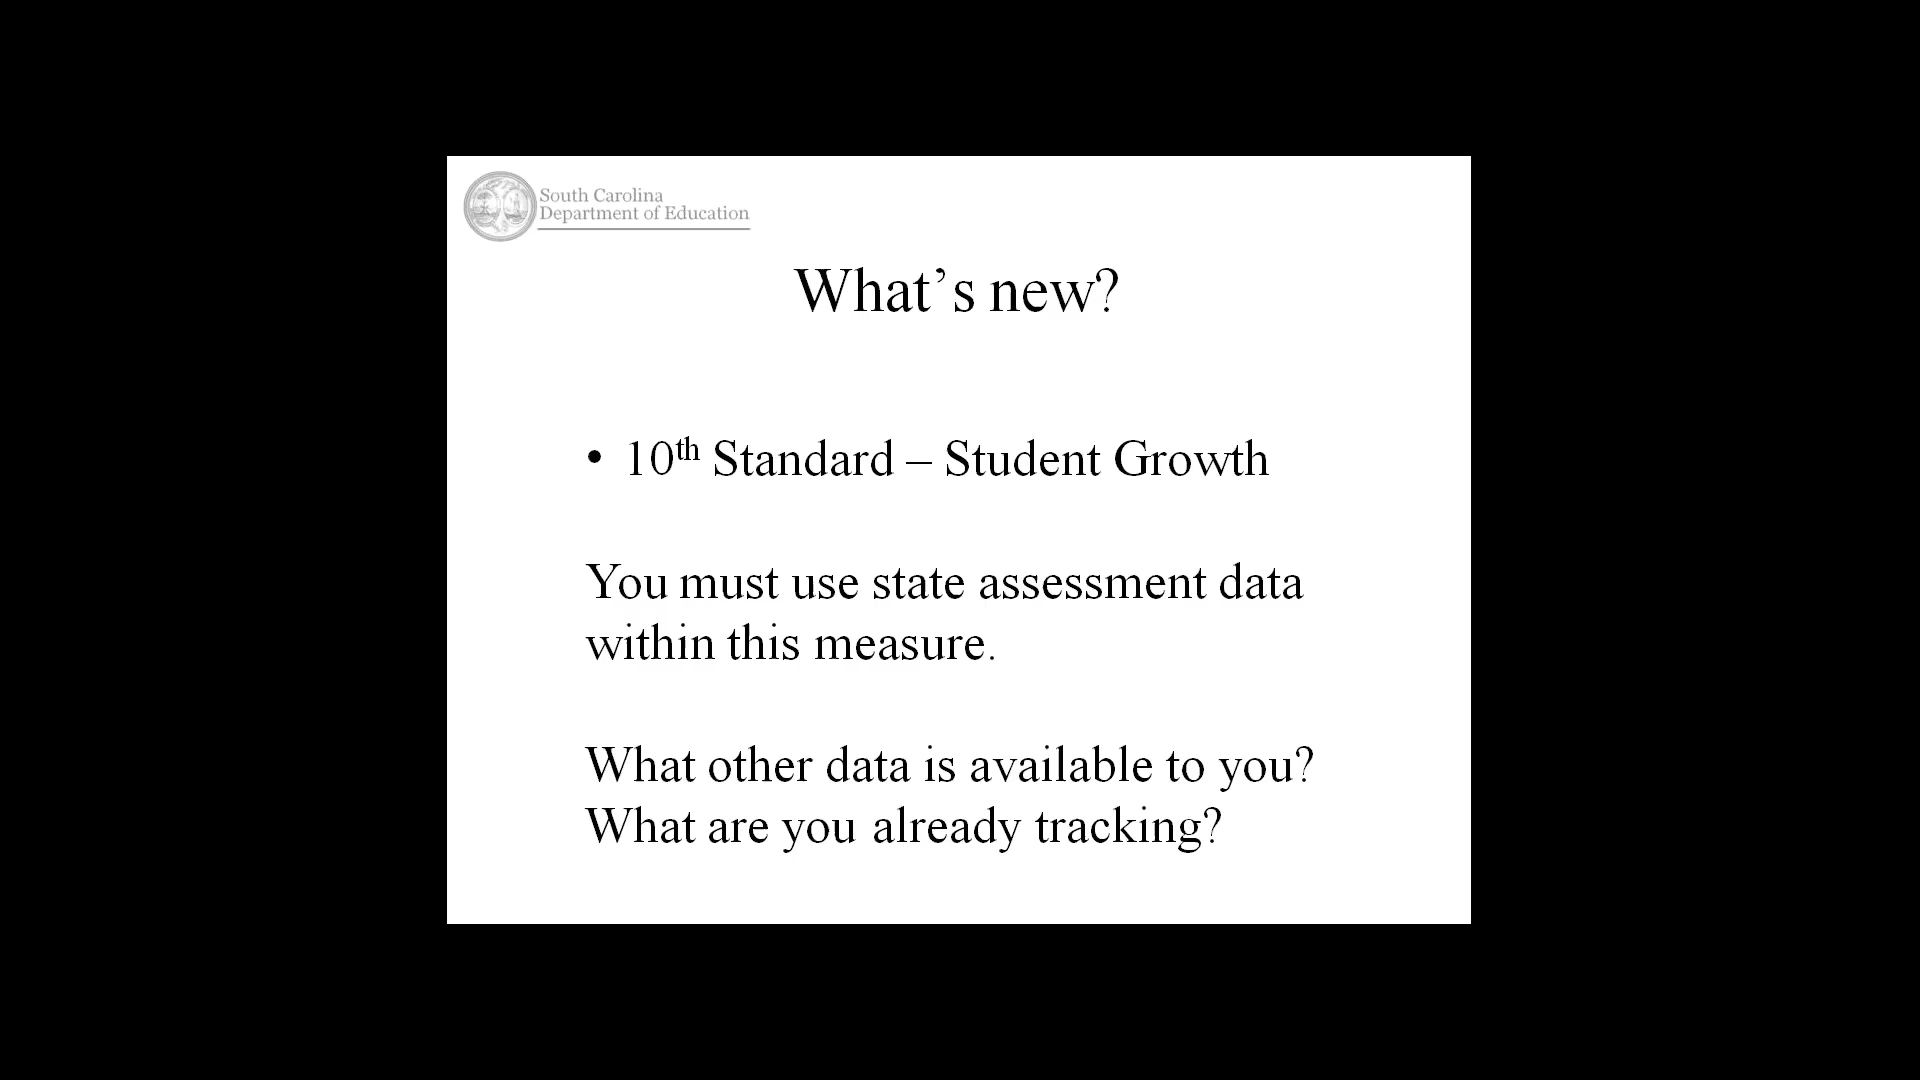 South Carolina
Department of Education
What’s new?
• 10th Standard – Student Growth
You must use state assessment data
within this measure.
What other data is available to you?
What are you already tracking?